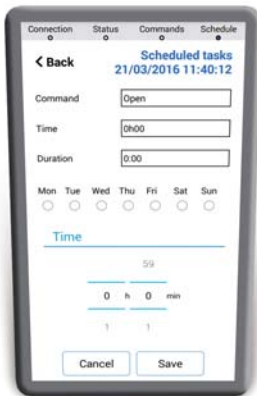 Connection Status Commands Schedule
< Back
Scheduled tasks
21/03/2016 11:40:12
Command Open
Time 0h00
Duration 0:00
Mon Tue Wed Thu Fri Sat Sun
Time
59
0 h 0 min
1 1
Cancel Save